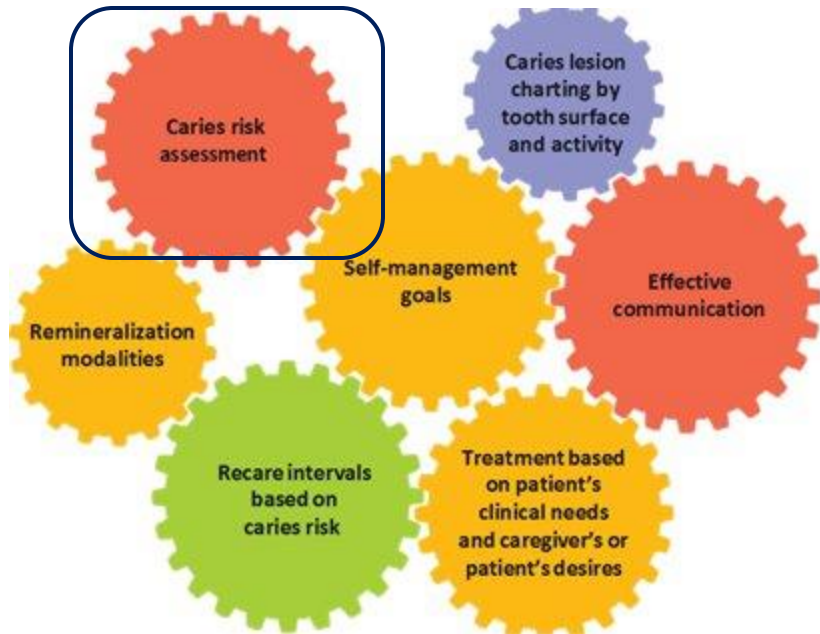 Caries risk
assessment
Caries lesion
charting by
tooth surface
and activity
Self-management
goals
Effective
communication
Remineralization
modalities
Recare intervals
based on
caries risk
Treatment based
on patient's
clinical needs
and caregiver's or
patient's desires